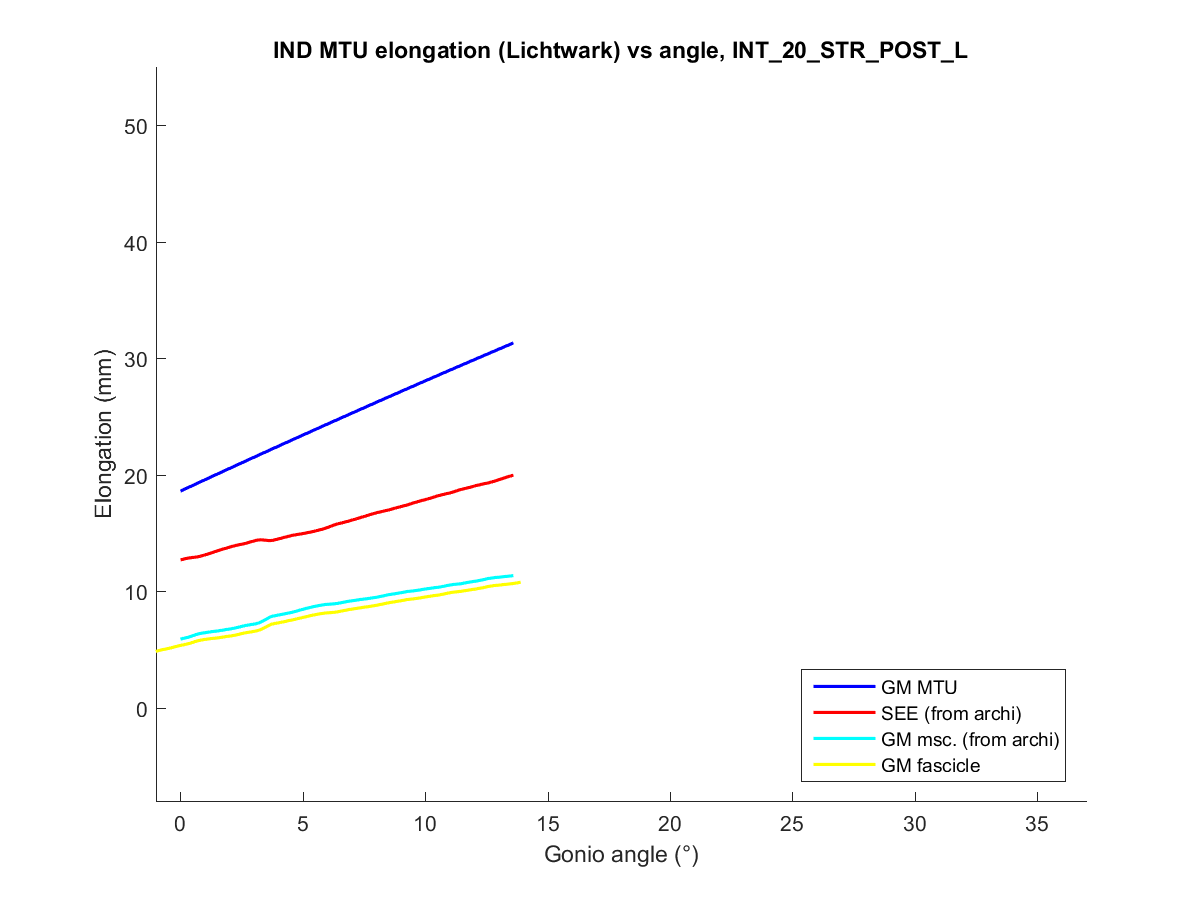 IND MTU elongation (Lichtwark) vs angle, INT_20_STR_POST_L
50
40
30
20
10
0
Elongation (mm)
0 5 10 15 20 25 30 35
Gonio angle (°)
GM MTU
SEE (from archi)
GM msc. (from archi)
GM fascicle